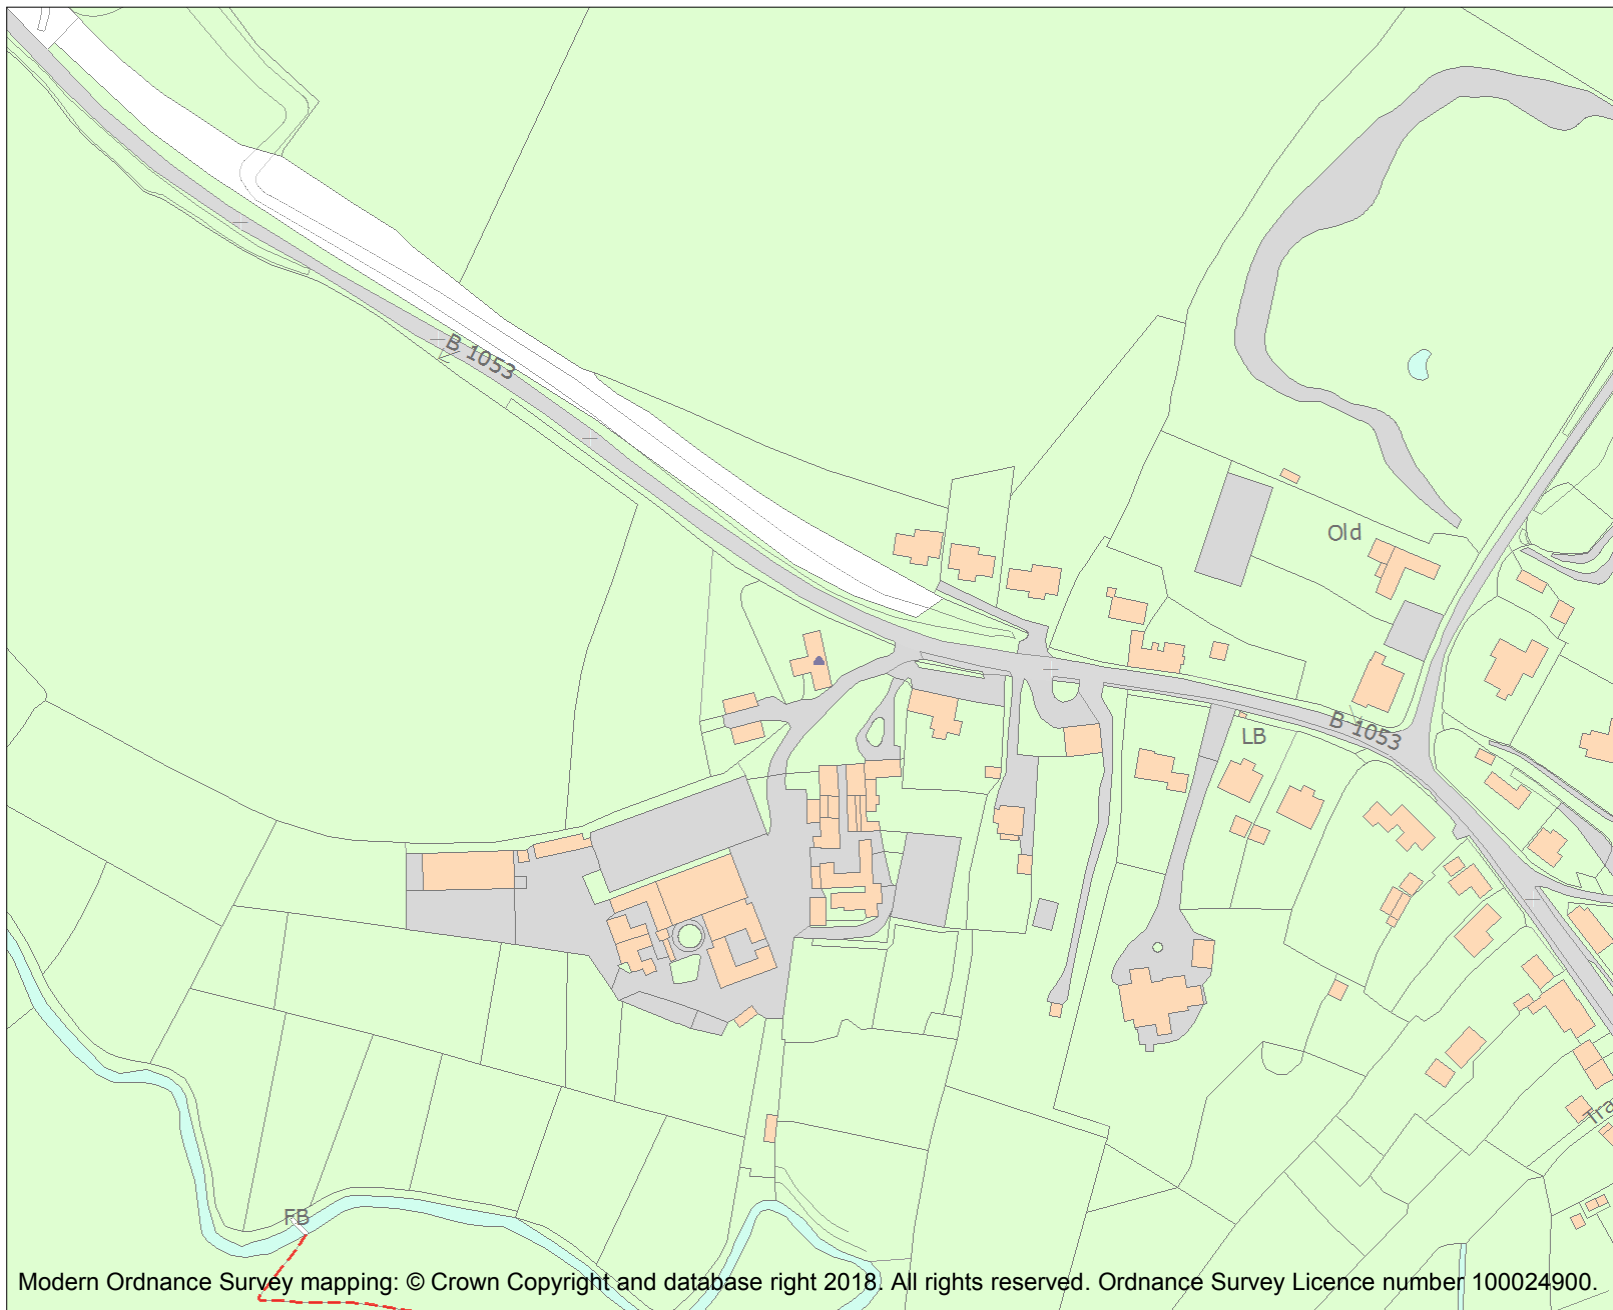 B 1053
Old
B 1053
LB
Tra
FB
Modern Ordnance Survey mapping: © Crown Copyright and database right 2018. All rights reserved. Ordnance Survey Licence number 100024900.